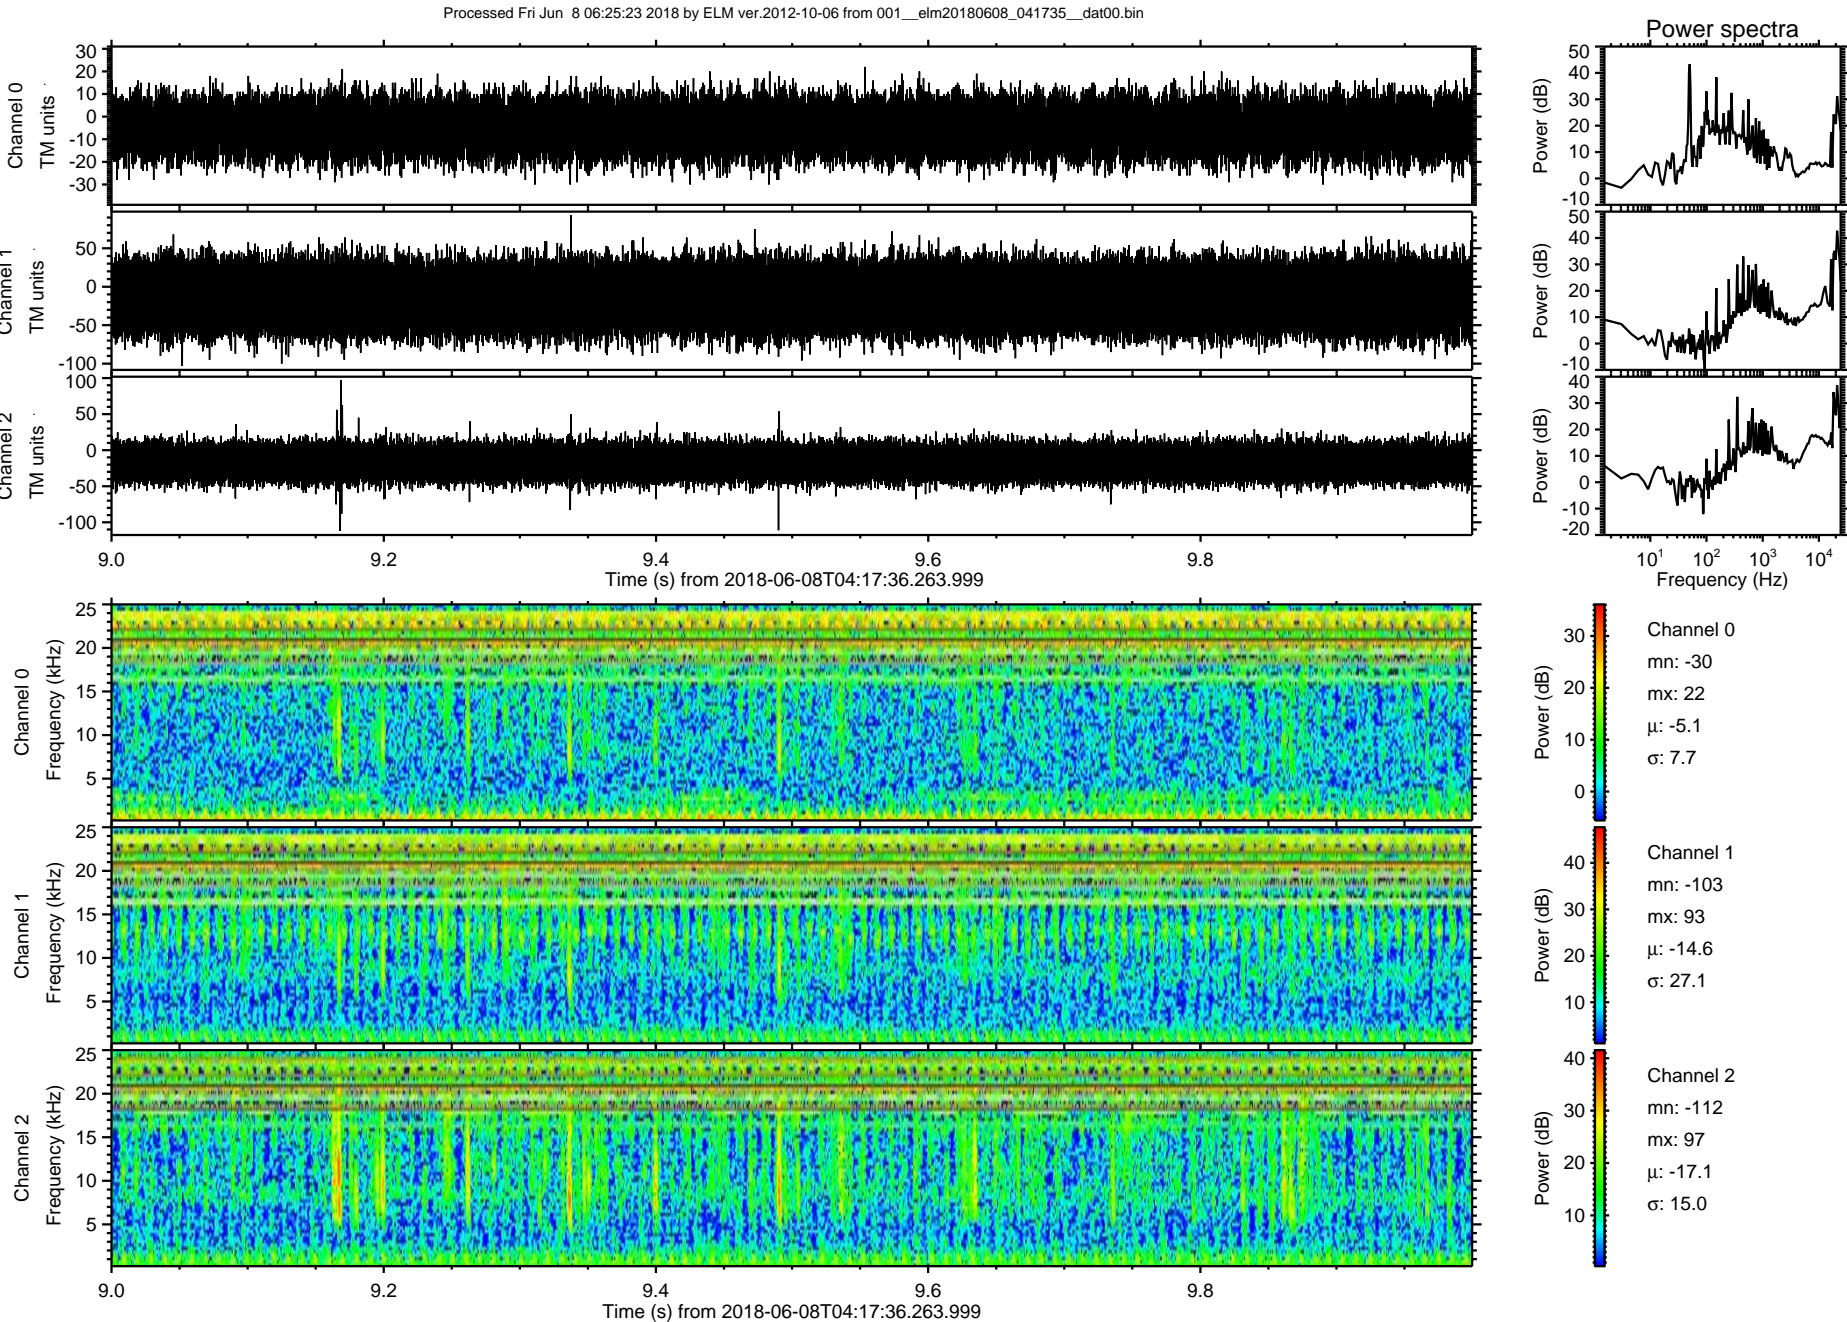 Processed Fri Jun  8 06:25:23 2018 by ELM ver.2012-10-06 from 001__elm20180608_041735__dat00.bin
Power spectra
Channel 0
TM units
30
20
10
0
-10
-20
-30
Power (dB)
50
40
30
20
10
0
-10
Channel 1
TM units
50
0
-50
-100
Power (dB)
50
40
30
20
10
0
-10
Channel 2
TM units
100
50
0
-50
-100
Power (dB)
40
30
20
10
0
-10
-20
9.0 9.2 9.4 9.6 9.8
Time (s) from 2018-06-08T04:17:36.263.999
10¹ 10² 10³ 10⁴
Frequency (Hz)
Channel 0
Frequency (kHz)
25
20
15
10
5
Power (dB)
30
20
10
0
Channel 0
mn: -30
mx: 22
μ: -5.1
σ: 7.7
Channel 1
Frequency (kHz)
25
20
15
10
5
Power (dB)
40
30
20
10
Channel 1
mn: -103
mx: 93
μ: -14.6
σ: 27.1
Channel 2
Frequency (kHz)
25
20
15
10
5
Power (dB)
40
30
20
10
Channel 2
mn: -112
mx: 97
μ: -17.1
σ: 15.0
9.0 9.2 9.4 9.6 9.8
Time (s) from 2018-06-08T04:17:36.263.999